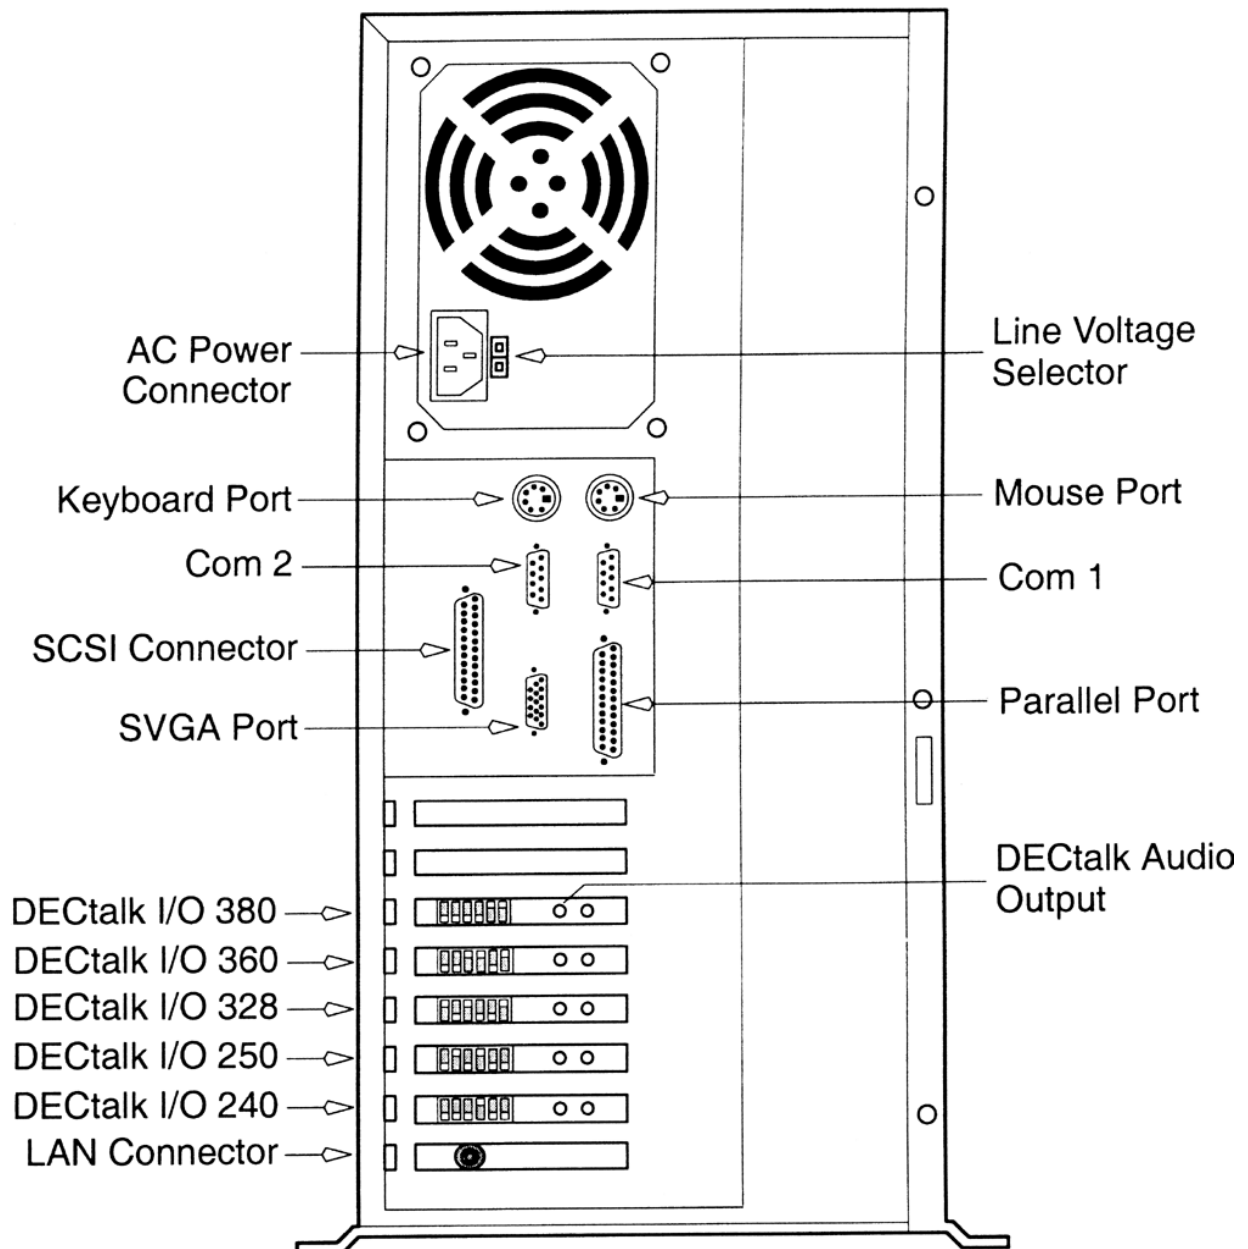 AC Power
Connector
Line Voltage
Selector
Keyboard Port
Mouse Port
Com 2
Com 1
SCSI Connector
SVGA Port
Parallel Port
DECtalk Audio
Output
DECtalk I/O 380
DECtalk I/O 360
DECtalk I/O 328
DECtalk I/O 250
DECtalk I/O 240
LAN Connector